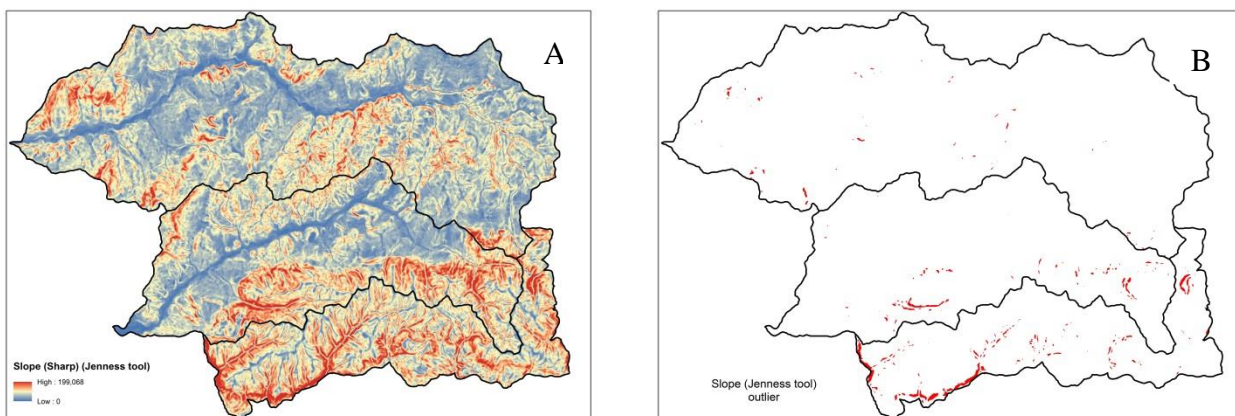 A
B
Slope (Sharp) (Jenness tool)
High : 199,068
Low : 0
Slope (Jenness tool)
outlier